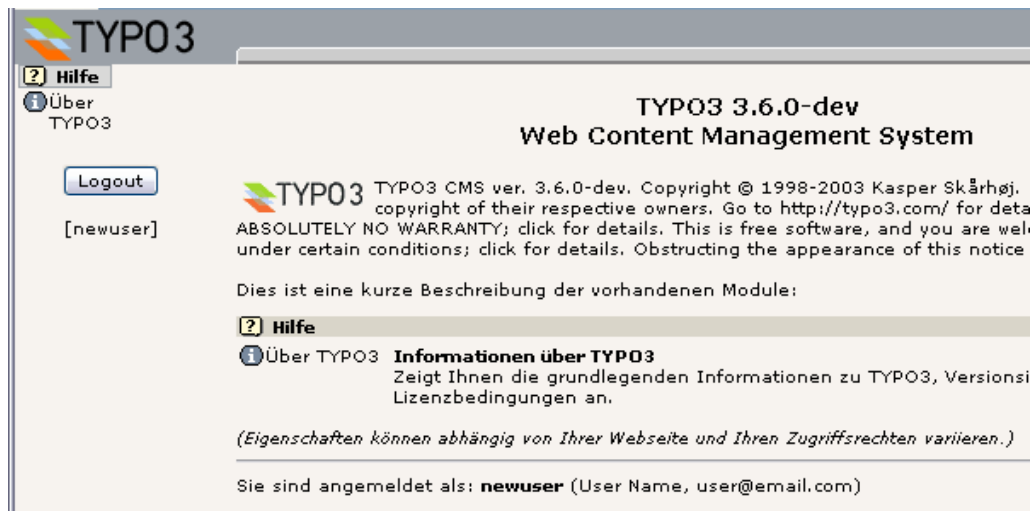 TYPO3
Hilfe
Über
TYPO3
Logout
[newuser]
TYPO3 3.6.0-dev
Web Content Management System
TYPO3 TYPO3 CMS ver. 3.6.0-dev. Copyright © 1998-2003 Kasper Skårhøj.
copyright of their respective owners. Go to http://typo3.com/ for
ABSOLUTELY NO WARRANTY; click for details. This is free software, and you are
under certain conditions; click for details. Obstructing the appearance of this notice
Dies ist eine kurze Beschreibung der vorhandenen Module:
Hilfe
Über TYPO3 Informationen über TYPO3
Zeigt Ihnen die grundlegenden Informationen zu TYPO3,
Lizenzbedingungen an.
(Eigenschaften können abhängig von Ihrer Webseite und Ihren Zugriffsrechten variieren.)
Sie sind angemeldet als: newuser (User Name, user@email.com)